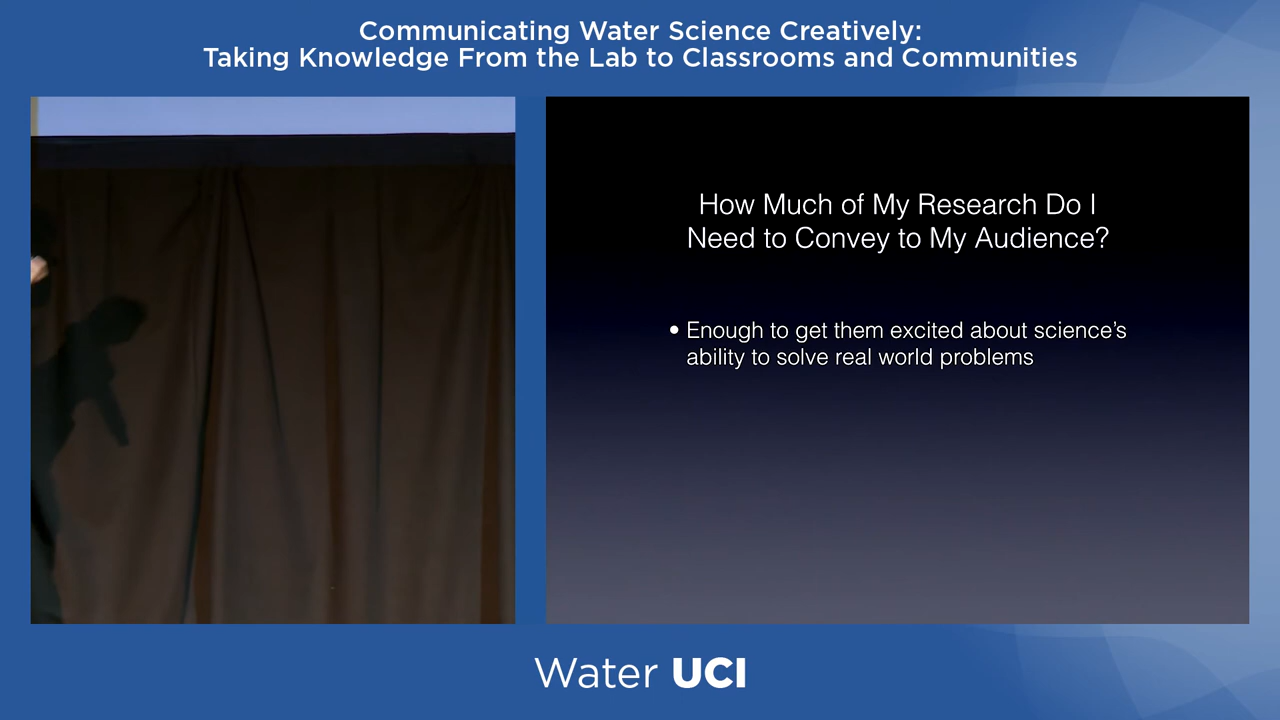 Communicating Water Science Creatively:
Taking Knowledge From the Lab to Classrooms and Communities
How Much of My Research Do I
Need to Convey to My Audience?
• Enough to get them excited about science’s
ability to solve real world problems
Water UCI